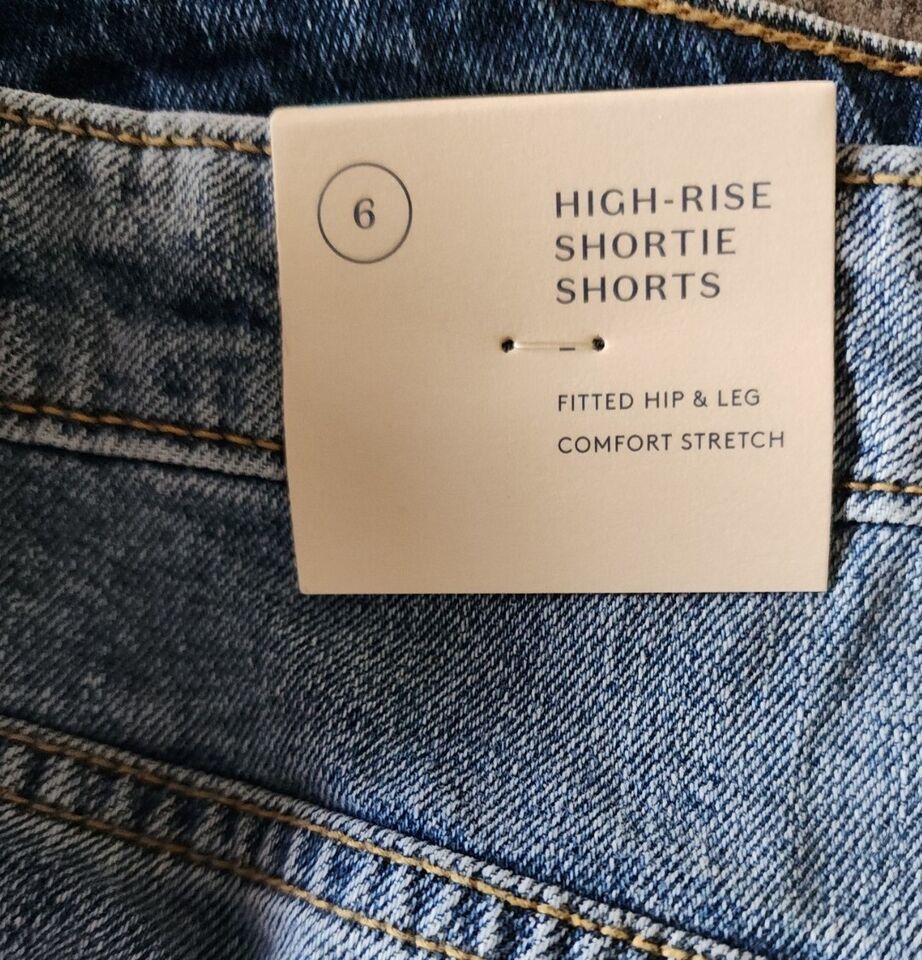 6
HIGH-RISE
SHORTIE
SHORTS
FITTED HIP & LEG
COMFORT STRETCH